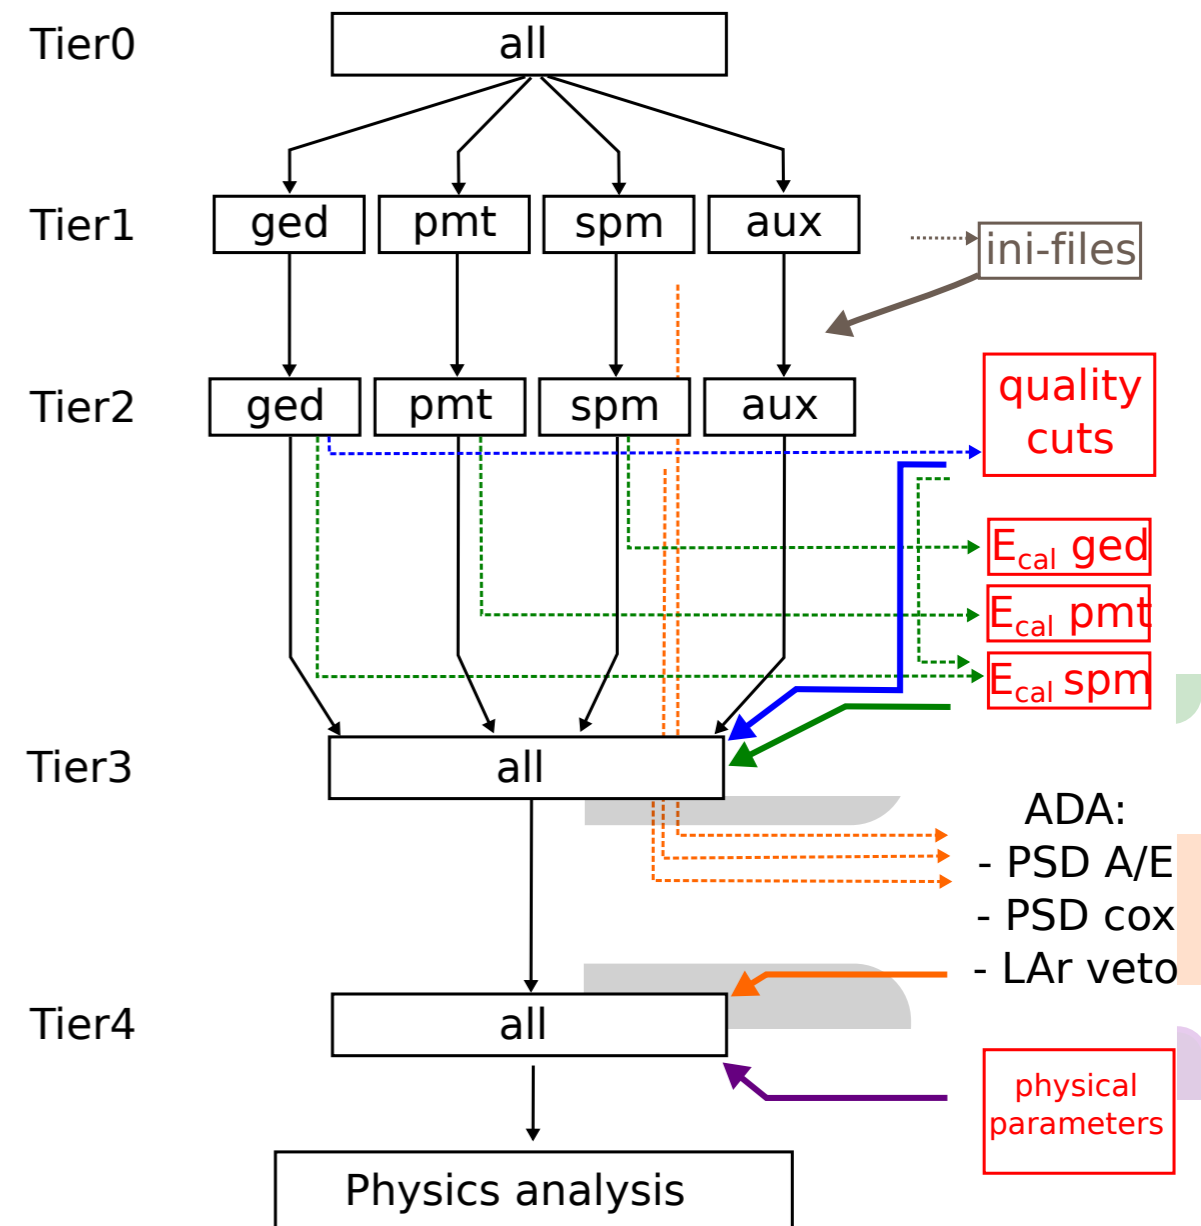 Tier0
all
Tier1
ged
pmt
spm
aux
ini-files
Tier2
ged
pmt
spm
aux
quality
cuts
Ecal ged
Ecal pmt
Ecal spm
Tier3
all
ADA:
- PSD A/E
- PSD cox
- LAr veto
Tier4
all
physical
parameters
Physics analysis